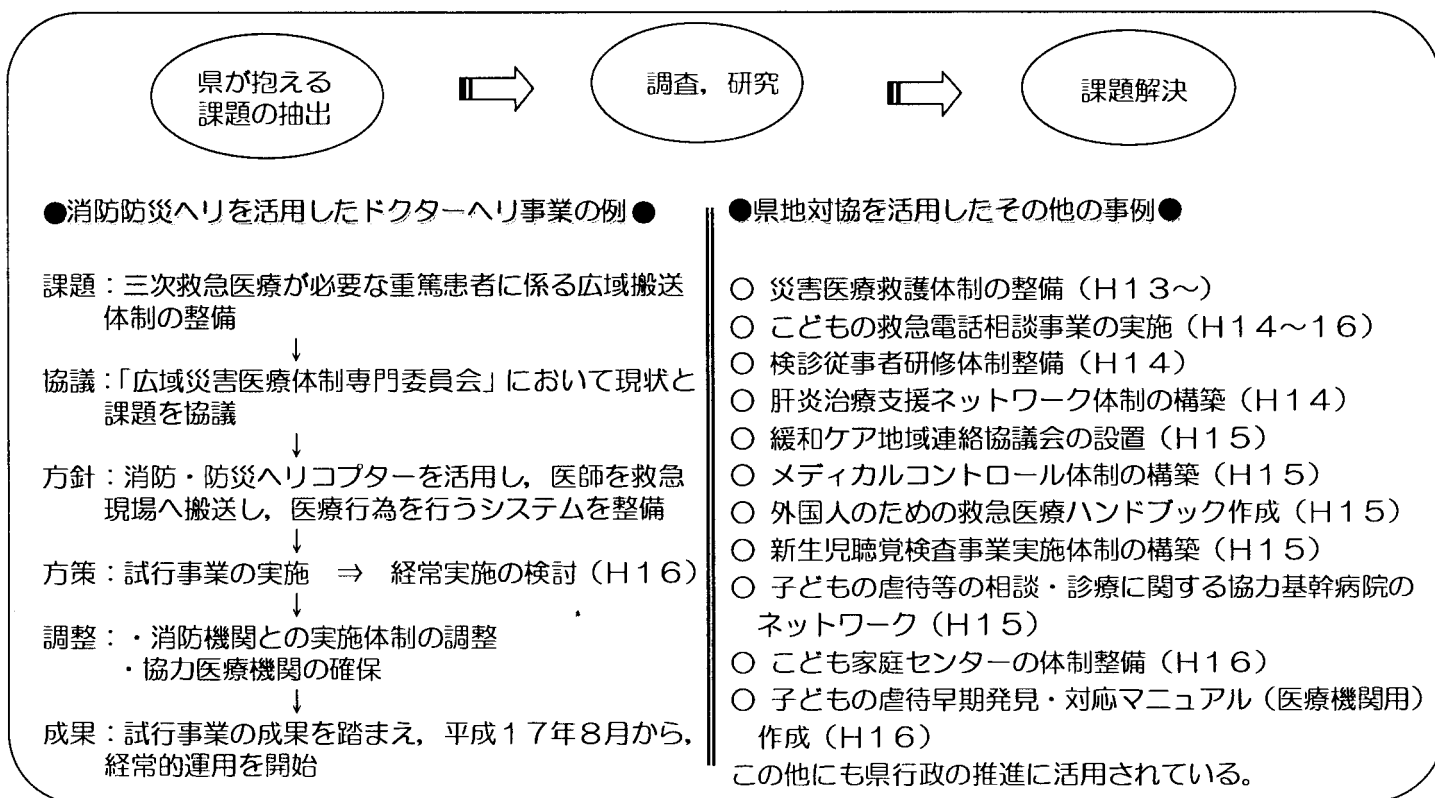 県が抱える
課題の抽出
調査，研究
課題解決
●消防防災ヘリを活用したドクターヘリ事業の例●
課題：三次救急医療が必要な重篤患者に係る広域搬送
体制の整備
↓
協議：「広域災害医療体制専門委員会」において現状と
課題を協議
↓
方針：消防・防災ヘリコプターを活用し，医師を救急
現場へ搬送し，医療行為を行うシステムを整備
↓
方策：試行事業の実施　⇒　経常実施の検討（Ｈ１６）
↓
調整：・消防機関との実施体制の調整
・協力医療機関の確保
↓
成果：試行事業の成果を踏まえ，平成１７年８月から，
経常的運用を開始
●県地対協を活用したその他の事例●
○ 災害医療救護体制の整備（Ｈ１３～）
○ こどもの救急電話相談事業の実施（Ｈ１４～１６）
○ 検診従事者研修体制整備（Ｈ１４）
○ 肝炎治療支援ネットワーク体制の構築（Ｈ１４）
○ 緩和ケア地域連絡協議会の設置（Ｈ１５）
○ メディカルコントロール体制の構築（Ｈ１５）
○ 外国人のための救急医療ハンドブック作成（Ｈ１５）
○ 新生児聴覚検査事業実施体制の構築（Ｈ１５）
○ 子どもの虐待等の相談・診療に関する協力基幹病院の
ネットワーク（Ｈ１５）
○ こども家庭センターの体制整備（Ｈ１６）
○ 子どもの虐待早期発見・対応マニュアル（医療機関用）
作成（Ｈ１６）
この他にも県行政の推進に活用されている。